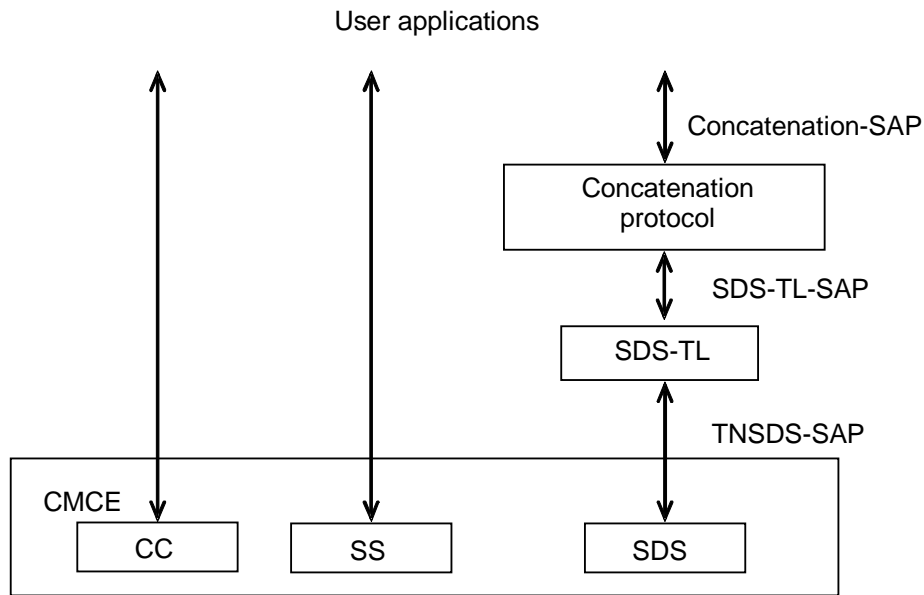 User applications
Concatenation-SAP
Concatenation
protocol
SDS-TL-SAP
SDS-TL
TNSDS-SAP
CMCE
CC
SS
SDS